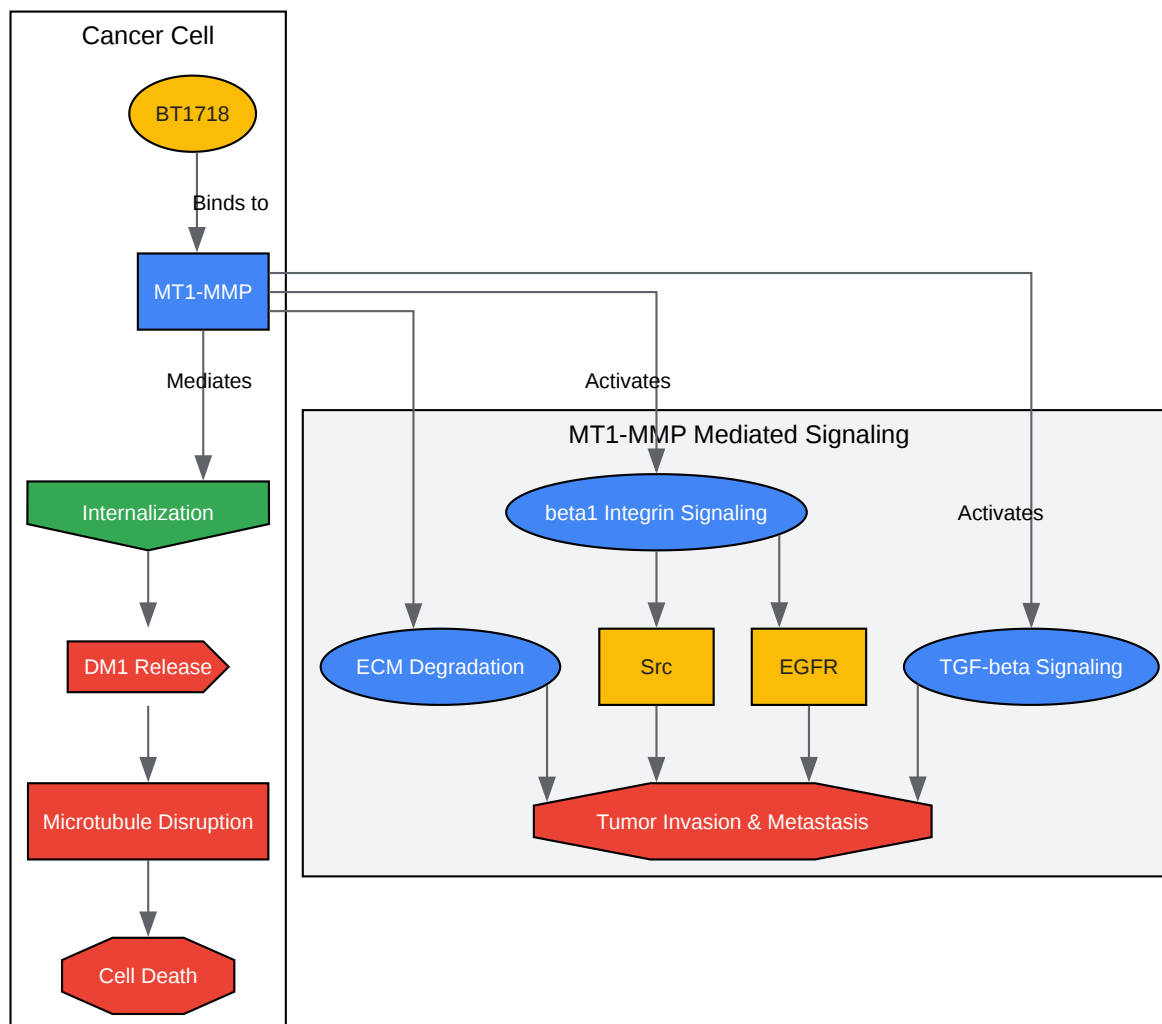 Cancer Cell
BT1718
Binds to
MT1-MMP
Mediates
Activates
MT1-MMP Mediated Signaling
Internalization
beta1 Integrin Signaling
Activates
DM1 Release
ECM Degradation
Src
EGFR
TGF-beta Signaling
Microtubule Disruption
Tumor Invasion & Metastasis
Cell Death